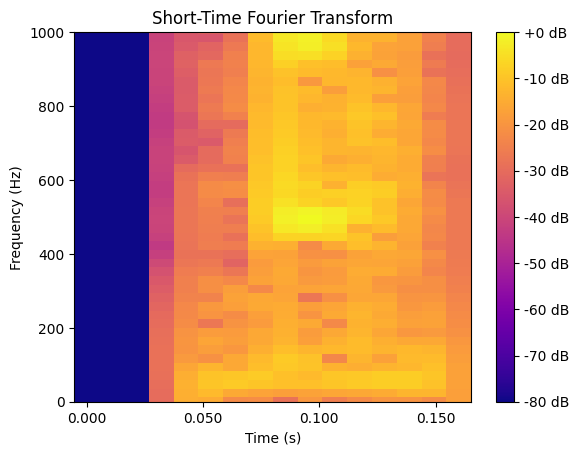 Short-Time Fourier Transform
1000
800
600
400
200
0
Frequency (Hz)
0.000
0.050
0.100
0.150
Time (s)
+0 dB
-10 dB
-20 dB
-30 dB
-40 dB
-50 dB
-60 dB
-70 dB
-80 dB